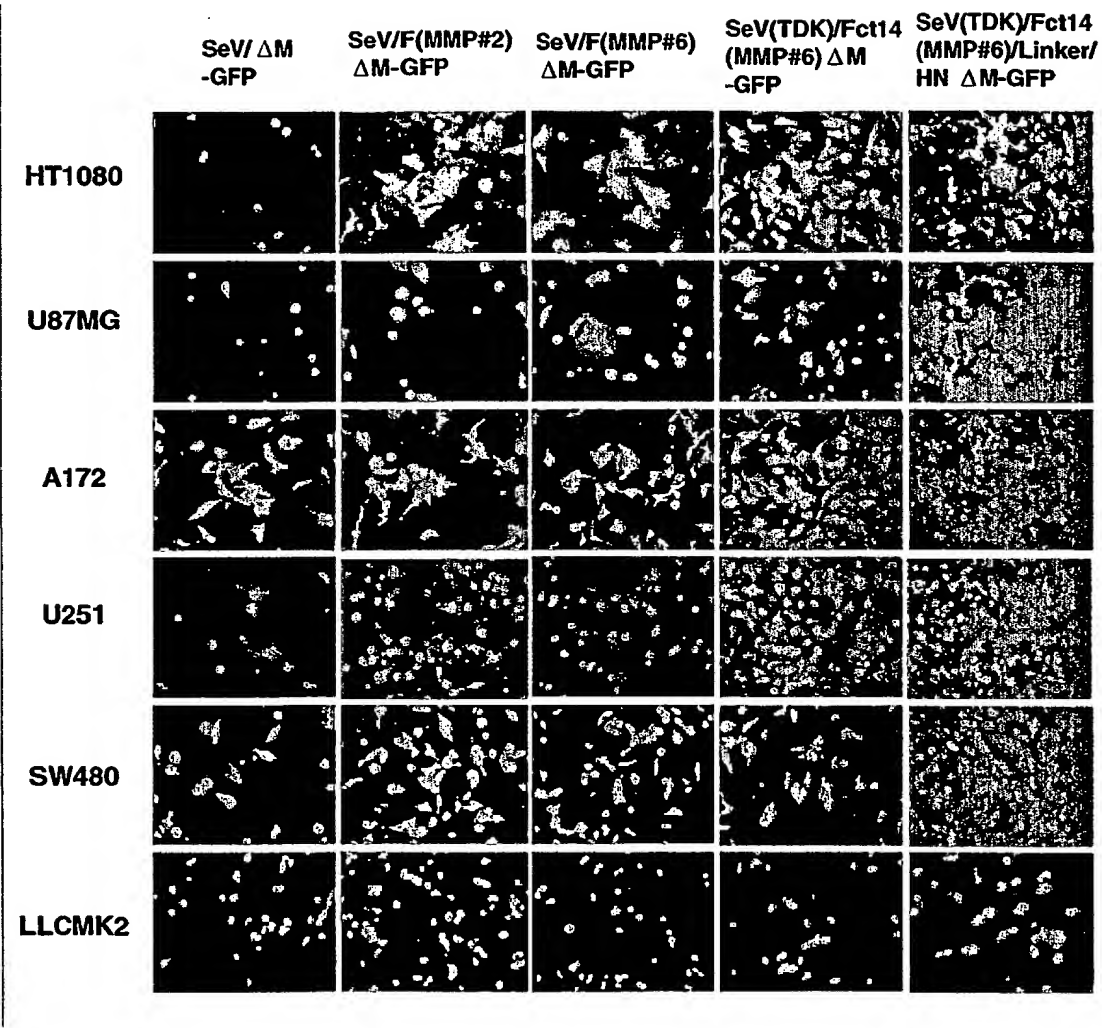 SeV/ ΔM
-GFP
SeV/F(MMP#2)
ΔM-GFP
SeV/F(MMP#6)
ΔM-GFP
SeV(TDK)/Fct14
(MMP#6) ΔM
-GFP
SeV(TDK)/Fct14
(MMP#6)/Linker/
HN ΔM-GFP
HT1080
U87MG
A172
U251
SW480
LLCMK2